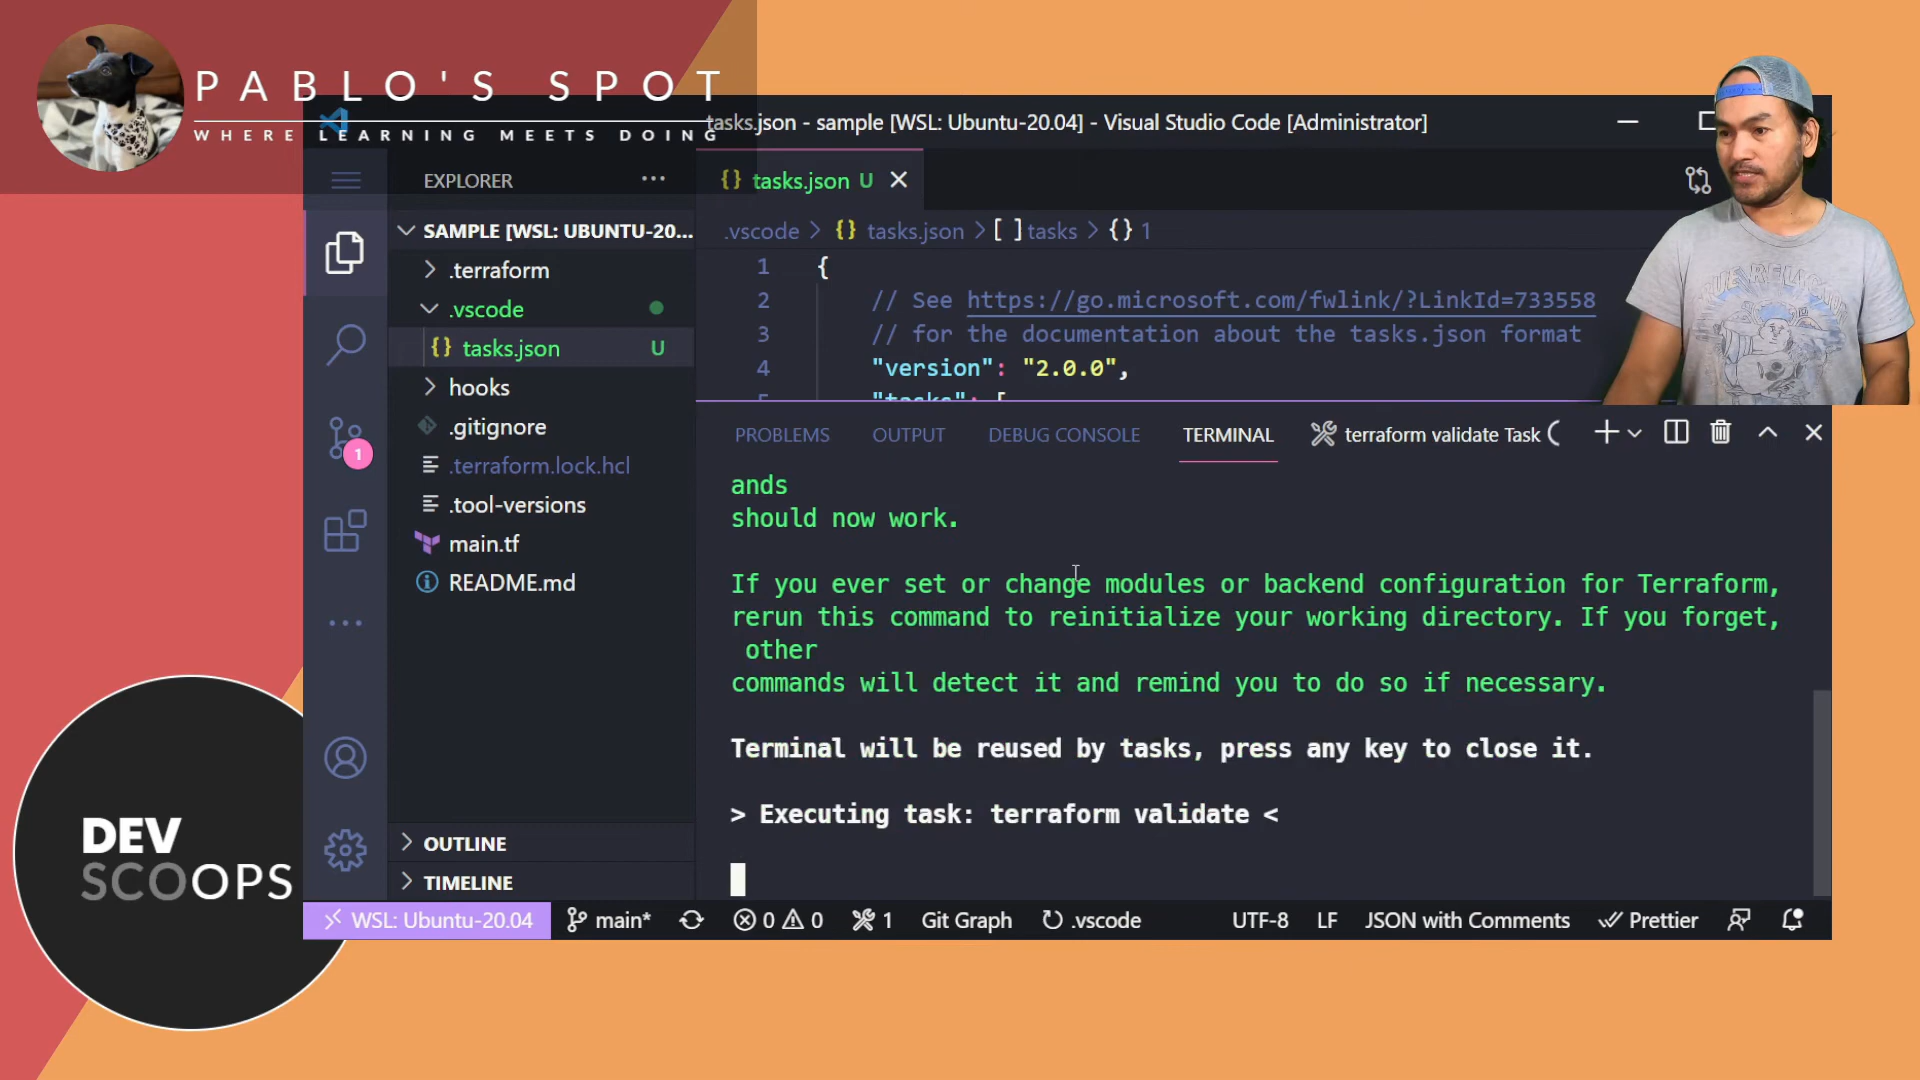 PABLO'S SPOT
WHERE LEARNING MEETS DOING
tasks.json - sample [WSL: Ubuntu-20.04] - Visual Studio Code [Administrator]
EXPLORER
tasks.json U
SAMPLE [WSL: UBUNTU-20...
.vscode > {} tasks.json > [ ] tasks > {} 1
.terraform
.vscode
tasks.json U
hooks
.gitignore
.terraform.lock.hcl
.tool-versions
main.tf
README.md
OUTLINE
TIMELINE
1
1 {
2 // See https://go.microsoft.com/fwlink/?LinkId=733558
3 // for the documentation about the tasks.json format
4 "version": "2.0.0",
5 "tasks": [
PROBLEMS OUTPUT DEBUG CONSOLE TERMINAL terraform validate Task
ands
should now work.
If you ever set or change modules or backend configuration for Terraform,
rerun this command to reinitialize your working directory. If you forget,
other
commands will detect it and remind you to do so if necessary.
Terminal will be reused by tasks, press any key to close it.
> Executing task: terraform validate <
DEV
SCOOPS
WSL: Ubuntu-20.04 main* 0 0 1 Git Graph .vscode UTF-8 LF JSON with Comments Prettier